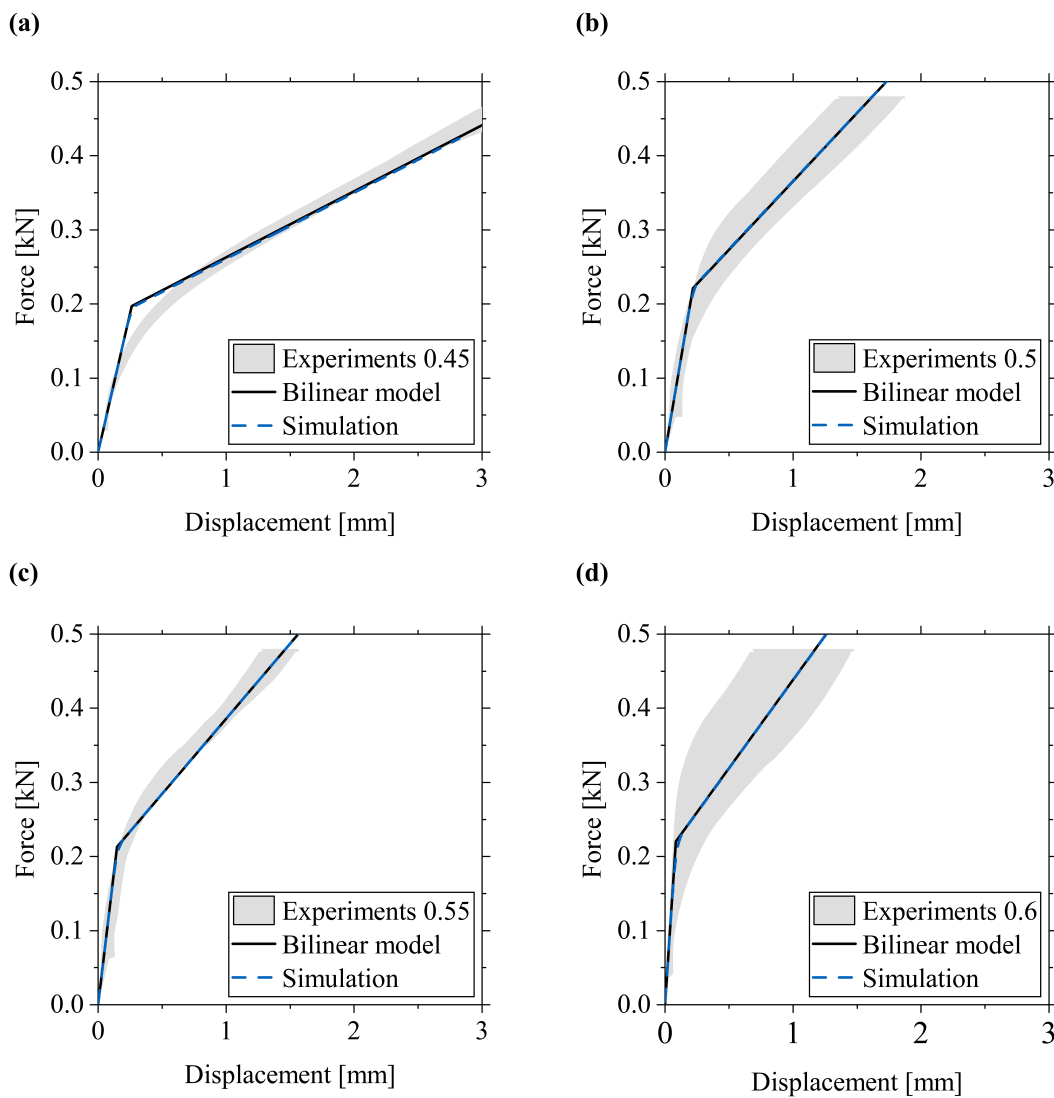 (a)
0.5
0.4
0.3
0.2
0.1
0.0
Force [kN]
Experiments 0.45
Bilinear model
Simulation
0 1 2 3
Displacement [mm]
(b)
0.5
0.4
0.3
0.2
0.1
0.0
Force [kN]
Experiments 0.5
Bilinear model
Simulation
0 1 2 3
Displacement [mm]
(c)
0.5
0.4
0.3
0.2
0.1
0.0
Force [kN]
Experiments 0.55
Bilinear model
Simulation
0 1 2 3
Displacement [mm]
(d)
0.5
0.4
0.3
0.2
0.1
0.0
Force [kN]
Experiments 0.6
Bilinear model
Simulation
0 1 2 3
Displacement [mm]